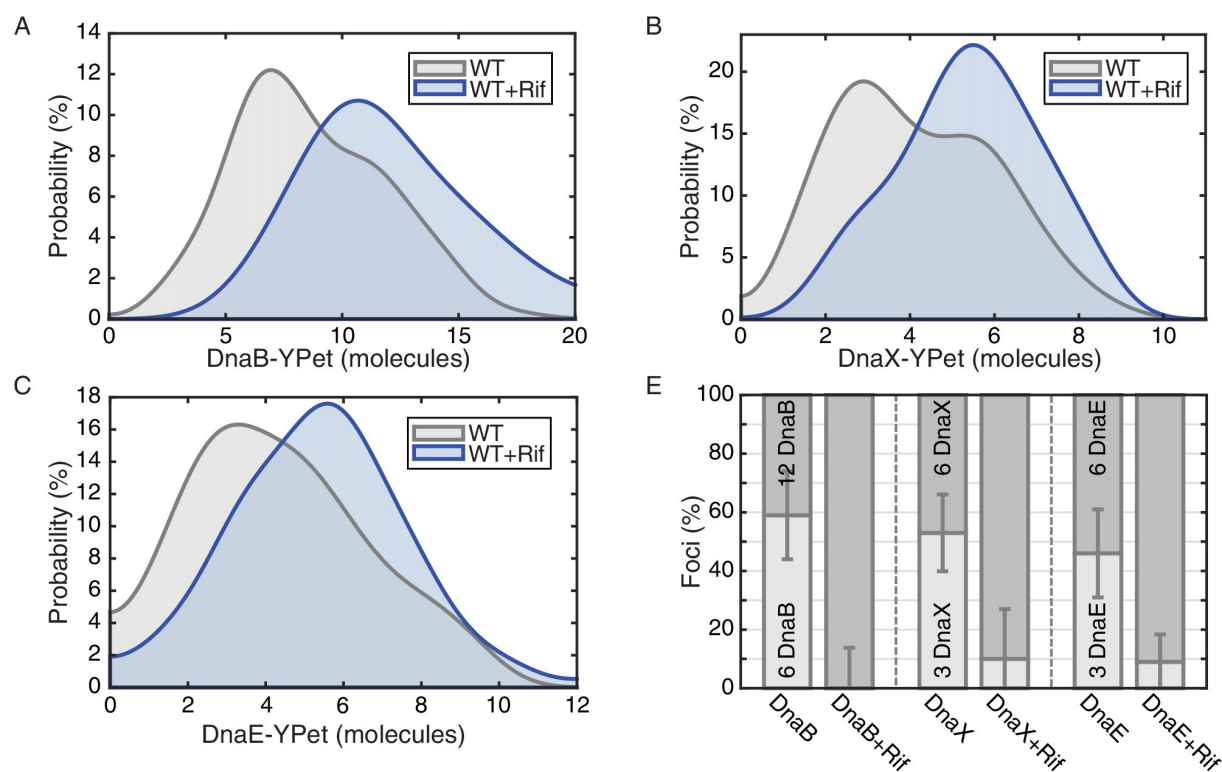 A
14
12
10
8
6
4
2
0
Probability (%)
WT
WT+Rif
0 5 10 15 20
DnaB-YPet (molecules)
B
20
15
10
5
0
Probability (%)
WT
WT+Rif
0 2 4 6 8 10
DnaX-YPet (molecules)
C
18
16
14
12
10
8
6
4
2
0
Probability (%)
WT
WT+Rif
0 2 4 6 8 10 12
DnaE-YPet (molecules)
E
100
80
60
40
20
0
Foci (%)
12 DnaB
6 DnaB
6 DnaX
3 DnaX
6 DnaE
3 DnaE
DnaB
DnaB+Rif
DnaX
DnaX+Rif
DnaE
DnaE+Rif